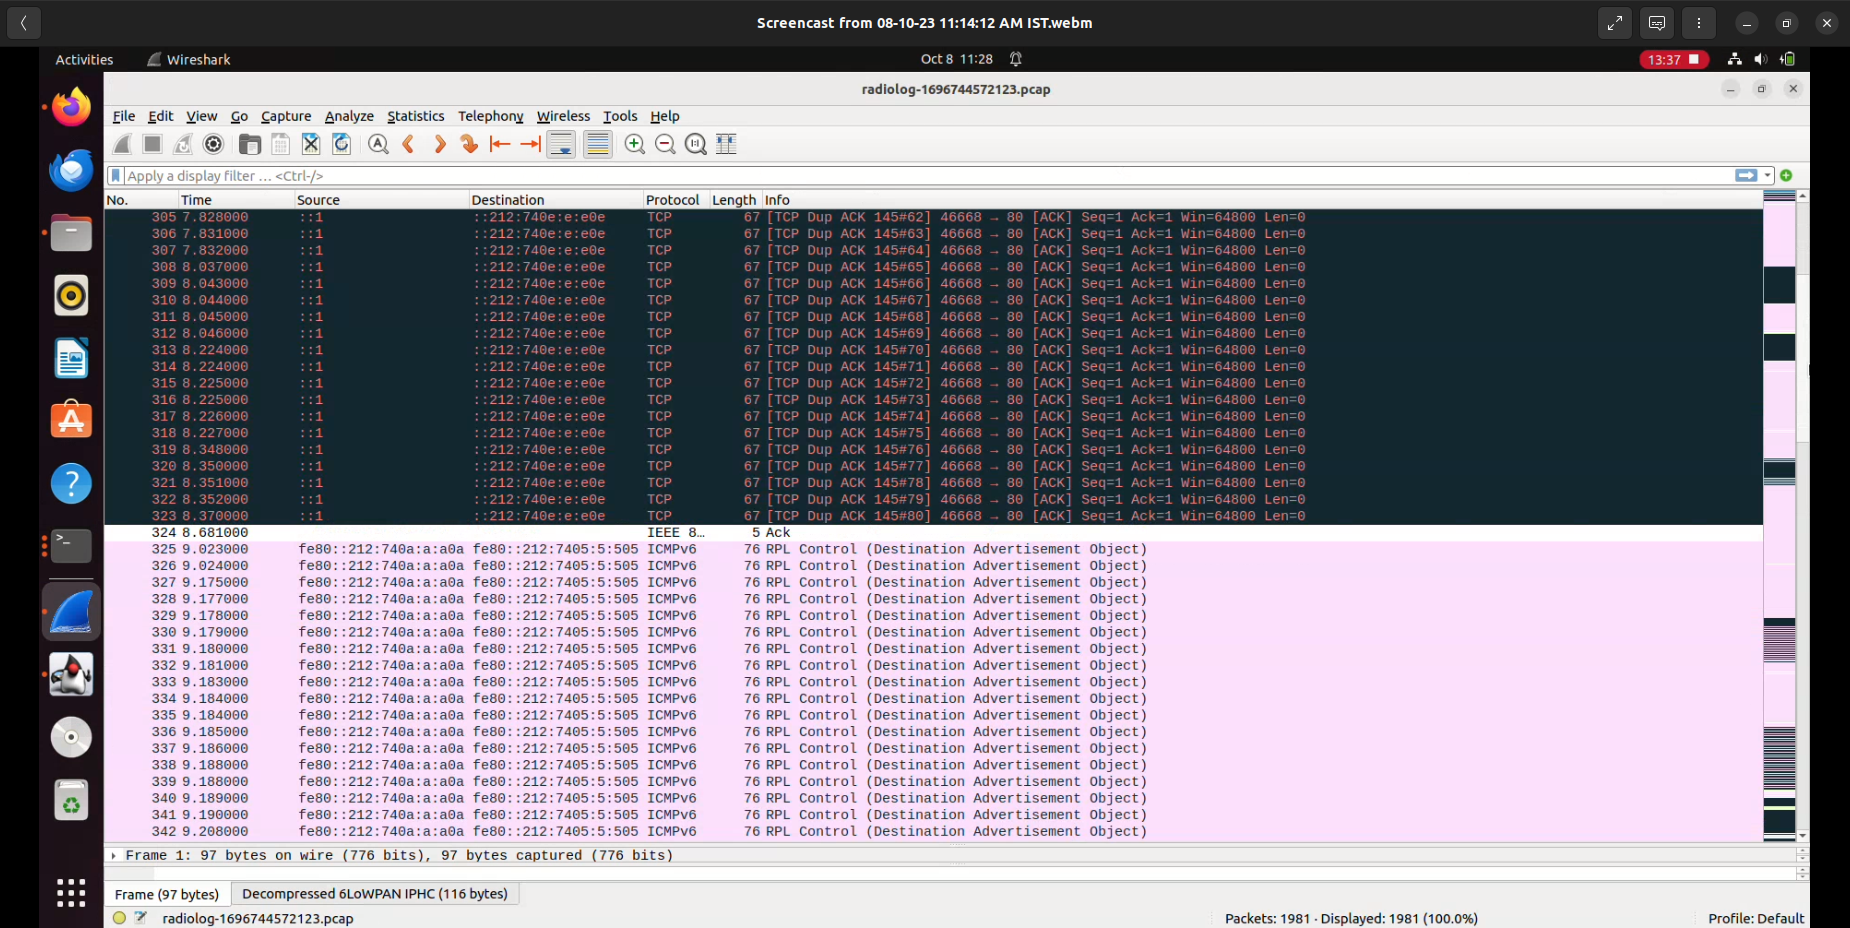 Screencast from 08-10-23 11:14:12 AM IST.webm
Activities Wireshark Oct 8 11:28 13:37
radiolog-1696744572123.pcap
File Edit View Go Capture Analyze Statistics Telephony Wireless Tools Help
Apply a display filter ... <Ctrl-/>
No. Time Source Destination Protocol Length Info
305 7.828000 ::1 ::212:740e:e:e0e TCP 67 [TCP Dup ACK 145#62] 46668 → 80 [ACK] Seq=1 Ack=1 Win=64800 Len=0
306 7.831000 ::1 ::212:740e:e:e0e TCP 67 [TCP Dup ACK 145#63] 46668 → 80 [ACK] Seq=1 Ack=1 Win=64800 Len=0
307 7.832000 ::1 ::212:740e:e:e0e TCP 67 [TCP Dup ACK 145#64] 46668 → 80 [ACK] Seq=1 Ack=1 Win=64800 Len=0
308 8.037000 ::1 ::212:740e:e:e0e TCP 67 [TCP Dup ACK 145#65] 46668 → 80 [ACK] Seq=1 Ack=1 Win=64800 Len=0
309 8.043000 ::1 ::212:740e:e:e0e TCP 67 [TCP Dup ACK 145#66] 46668 → 80 [ACK] Seq=1 Ack=1 Win=64800 Len=0
310 8.044000 ::1 ::212:740e:e:e0e TCP 67 [TCP Dup ACK 145#67] 46668 → 80 [ACK] Seq=1 Ack=1 Win=64800 Len=0
311 8.045000 ::1 ::212:740e:e:e0e TCP 67 [TCP Dup ACK 145#68] 46668 → 80 [ACK] Seq=1 Ack=1 Win=64800 Len=0
312 8.046000 ::1 ::212:740e:e:e0e TCP 67 [TCP Dup ACK 145#69] 46668 → 80 [ACK] Seq=1 Ack=1 Win=64800 Len=0
313 8.224000 ::1 ::212:740e:e:e0e TCP 67 [TCP Dup ACK 145#70] 46668 → 80 [ACK] Seq=1 Ack=1 Win=64800 Len=0
314 8.224000 ::1 ::212:740e:e:e0e TCP 67 [TCP Dup ACK 145#71] 46668 → 80 [ACK] Seq=1 Ack=1 Win=64800 Len=0
315 8.225000 ::1 ::212:740e:e:e0e TCP 67 [TCP Dup ACK 145#72] 46668 → 80 [ACK] Seq=1 Ack=1 Win=64800 Len=0
316 8.225000 ::1 ::212:740e:e:e0e TCP 67 [TCP Dup ACK 145#73] 46668 → 80 [ACK] Seq=1 Ack=1 Win=64800 Len=0
317 8.226000 ::1 ::212:740e:e:e0e TCP 67 [TCP Dup ACK 145#74] 46668 → 80 [ACK] Seq=1 Ack=1 Win=64800 Len=0
318 8.227000 ::1 ::212:740e:e:e0e TCP 67 [TCP Dup ACK 145#75] 46668 → 80 [ACK] Seq=1 Ack=1 Win=64800 Len=0
319 8.348000 ::1 ::212:740e:e:e0e TCP 67 [TCP Dup ACK 145#76] 46668 → 80 [ACK] Seq=1 Ack=1 Win=64800 Len=0
320 8.350000 ::1 ::212:740e:e:e0e TCP 67 [TCP Dup ACK 145#77] 46668 → 80 [ACK] Seq=1 Ack=1 Win=64800 Len=0
321 8.351000 ::1 ::212:740e:e:e0e TCP 67 [TCP Dup ACK 145#78] 46668 → 80 [ACK] Seq=1 Ack=1 Win=64800 Len=0
322 8.352000 ::1 ::212:740e:e:e0e TCP 67 [TCP Dup ACK 145#79] 46668 → 80 [ACK] Seq=1 Ack=1 Win=64800 Len=0
323 8.370000 ::1 ::212:740e:e:e0e TCP 67 [TCP Dup ACK 145#80] 46668 → 80 [ACK] Seq=1 Ack=1 Win=64800 Len=0
324 8.681000 IEEE 8… 5 Ack
325 9.023000 fe80::212:740a:a:a0a fe80::212:7405:5:505 ICMPv6 76 RPL Control (Destination Advertisement Object)
326 9.024000 fe80::212:740a:a:a0a fe80::212:7405:5:505 ICMPv6 76 RPL Control (Destination Advertisement Object)
327 9.175000 fe80::212:740a:a:a0a fe80::212:7405:5:505 ICMPv6 76 RPL Control (Destination Advertisement Object)
328 9.177000 fe80::212:740a:a:a0a fe80::212:7405:5:505 ICMPv6 76 RPL Control (Destination Advertisement Object)
329 9.178000 fe80::212:740a:a:a0a fe80::212:7405:5:505 ICMPv6 76 RPL Control (Destination Advertisement Object)
330 9.179000 fe80::212:740a:a:a0a fe80::212:7405:5:505 ICMPv6 76 RPL Control (Destination Advertisement Object)
331 9.180000 fe80::212:740a:a:a0a fe80::212:7405:5:505 ICMPv6 76 RPL Control (Destination Advertisement Object)
332 9.181000 fe80::212:740a:a:a0a fe80::212:7405:5:505 ICMPv6 76 RPL Control (Destination Advertisement Object)
333 9.183000 fe80::212:740a:a:a0a fe80::212:7405:5:505 ICMPv6 76 RPL Control (Destination Advertisement Object)
334 9.184000 fe80::212:740a:a:a0a fe80::212:7405:5:505 ICMPv6 76 RPL Control (Destination Advertisement Object)
335 9.184000 fe80::212:740a:a:a0a fe80::212:7405:5:505 ICMPv6 76 RPL Control (Destination Advertisement Object)
336 9.185000 fe80::212:740a:a:a0a fe80::212:7405:5:505 ICMPv6 76 RPL Control (Destination Advertisement Object)
337 9.186000 fe80::212:740a:a:a0a fe80::212:7405:5:505 ICMPv6 76 RPL Control (Destination Advertisement Object)
338 9.188000 fe80::212:740a:a:a0a fe80::212:7405:5:505 ICMPv6 76 RPL Control (Destination Advertisement Object)
339 9.188000 fe80::212:740a:a:a0a fe80::212:7405:5:505 ICMPv6 76 RPL Control (Destination Advertisement Object)
340 9.189000 fe80::212:740a:a:a0a fe80::212:7405:5:505 ICMPv6 76 RPL Control (Destination Advertisement Object)
341 9.190000 fe80::212:740a:a:a0a fe80::212:7405:5:505 ICMPv6 76 RPL Control (Destination Advertisement Object)
342 9.208000 fe80::212:740a:a:a0a fe80::212:7405:5:505 ICMPv6 76 RPL Control (Destination Advertisement Object)
Frame 1: 97 bytes on wire (776 bits), 97 bytes captured (776 bits)
Frame (97 bytes) Decompressed 6LoWPAN IPHC (116 bytes)
radiolog-1696744572123.pcap Packets: 1981 · Displayed: 1981 (100.0%) Profile: Default